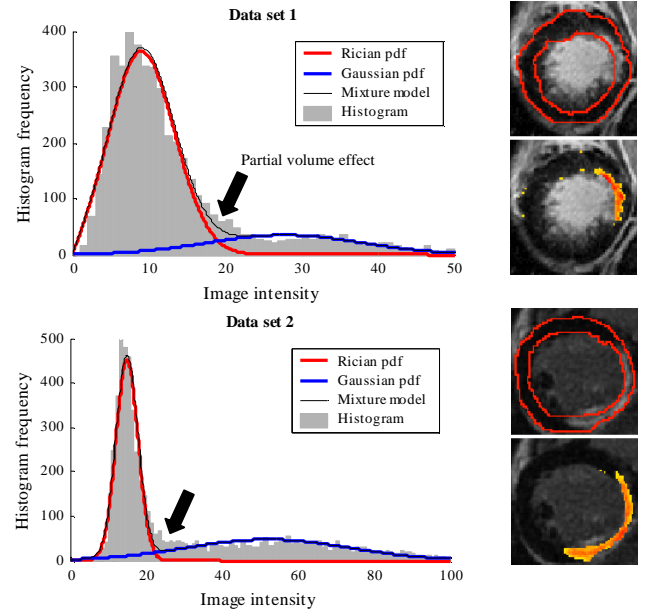 Data set 1
400
300
200
100
0
Histogram frequency
Rician pdf
Gaussian pdf
Mixture model
Histogram
Partial volume effect
0 10 20 30 40 50
Image intensity
Data set 2
500
400
300
200
100
0
Histogram frequency
Rician pdf
Gaussian pdf
Mixture model
Histogram
0 20 40 60 80 100
Image intensity